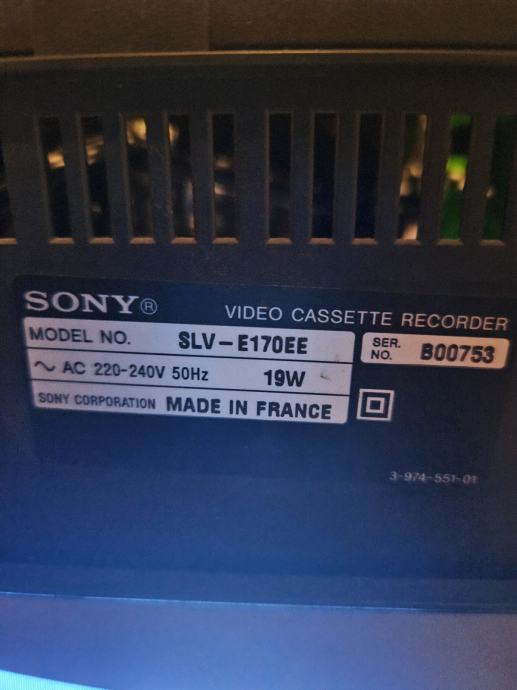 SONY®
VIDEO CASSETTE RECORDER
MODEL NO. SLV-E170EE
SER. NO. B00753
~ AC 220-240V 50Hz 19W
SONY CORPORATION MADE IN FRANCE
3-974-551-01